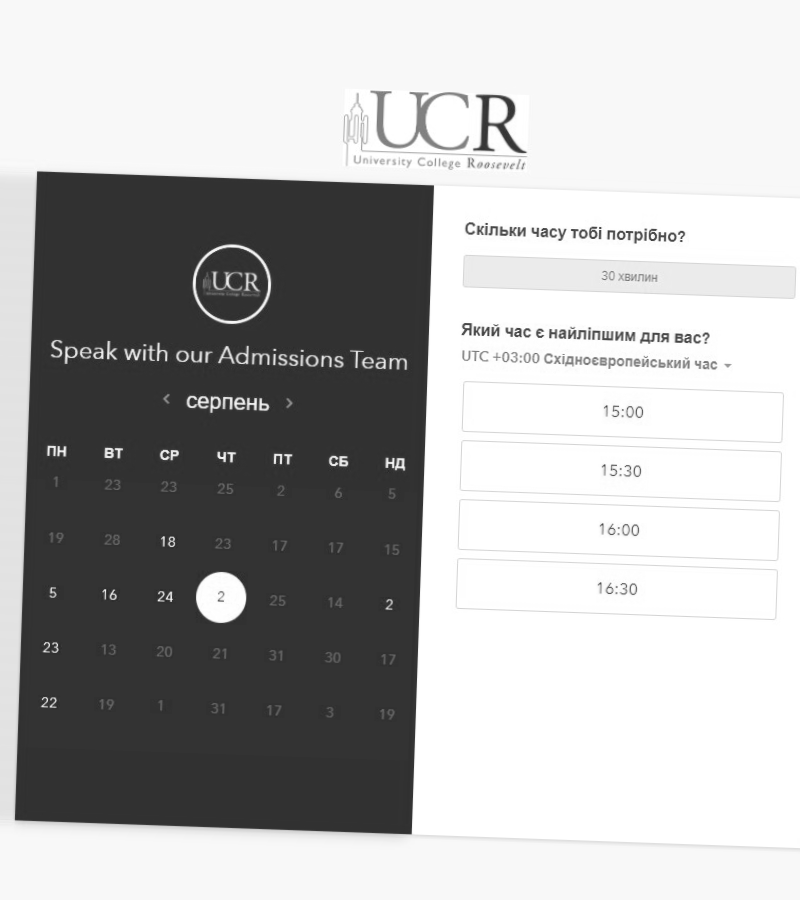 UCR
University College Roosevelt
UCR
Speak with our Admissions Team
‹ серпень ›
ПН ВТ СР ЧТ ПТ СБ НД
1 23 23 25 2 6 5
19 28 18 23 17 17 15
5 16 24 2 25 14 2
23 13 20 21 31 30 17
22 19 1 31 17 3 19
Скільки часу тобі потрібно?
30 хвилин
Який час є найліпшим для вас?
UTC +03:00 Східноєвропейський час
15:00
15:30
16:00
16:30